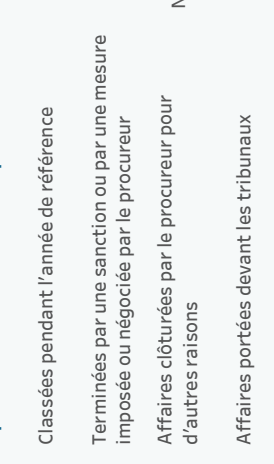 Classées pendant l'année de référence
Terminées par une sanction ou par une mesure
imposée ou négociée par le procureur
Affaires clôturées par le procureur pour
d'autres raisons
Affaires portées devant les tribunaux